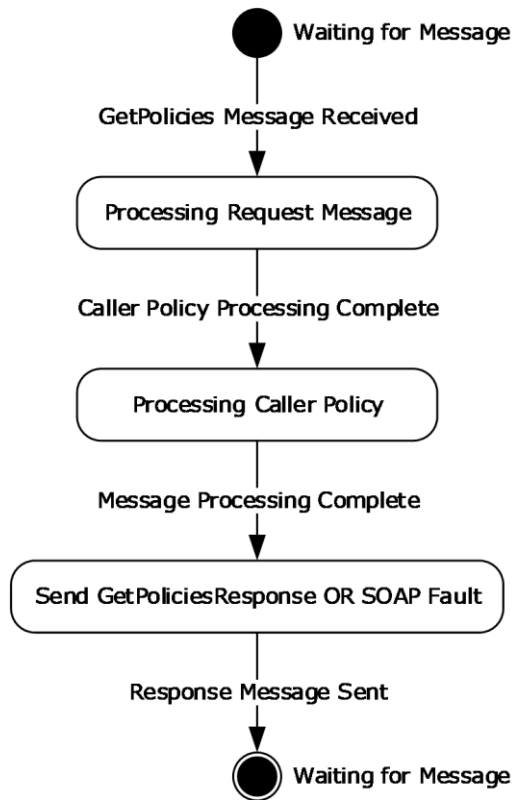 Waiting for Message
GetPolicies Message Received
Processing Request Message
Caller Policy Processing Complete
Processing Caller Policy
Message Processing Complete
Send GetPoliciesResponse OR SOAP Fault
Response Message Sent
Waiting for Message